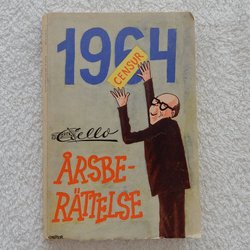 1964
CENSUR
Cello
ÅRSBE-
RÄTTELSE